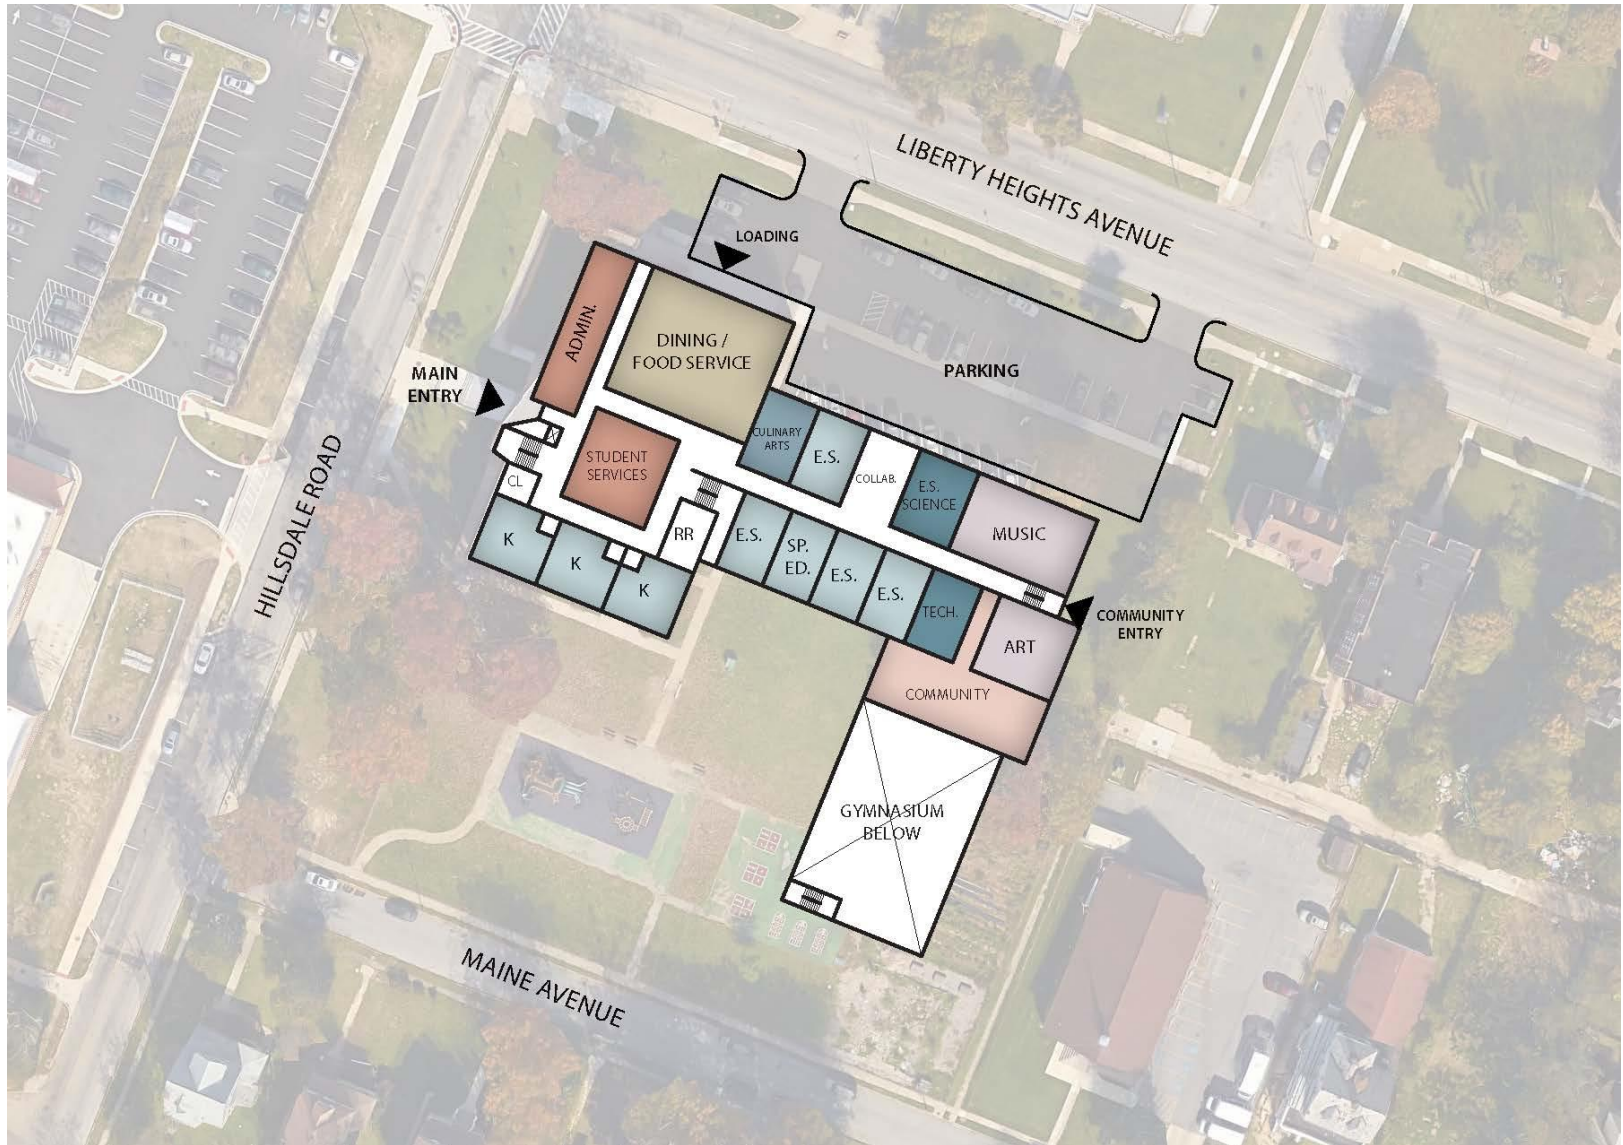 LIBERTY HEIGHTS AVENUE
LOADING
ADMIN.
DINING /
FOOD SERVICE
PARKING
MAIN
ENTRY
CULINARY
ARTS
E.S.
STUDENT
SERVICES
COLLAB.
E.S.
SCIENCE
CL
MUSIC
HILLSDALE ROAD
K
K
K
RR
E.S.
SP.
ED.
E.S.
E.S.
TECH.
COMMUNITY
ENTRY
ART
COMMUNITY
GYMNASIUM
BELOW
MAINE AVENUE